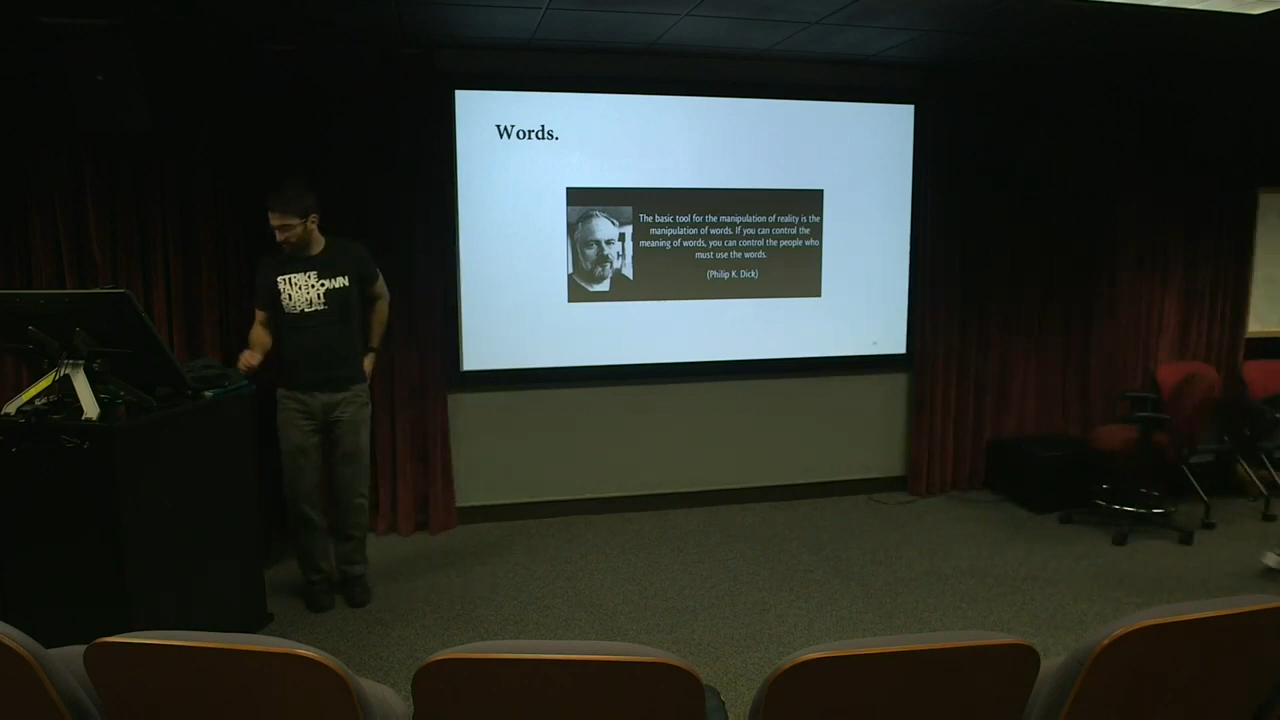 Words.
The basic tool for the manipulation of reality is the
manipulation of words. If you can control the
meaning of words, you can control the people who
must use the words.
(Philip K. Dick)
STRIKE
TAKEDOWN
SUBMIT
REPEAT.